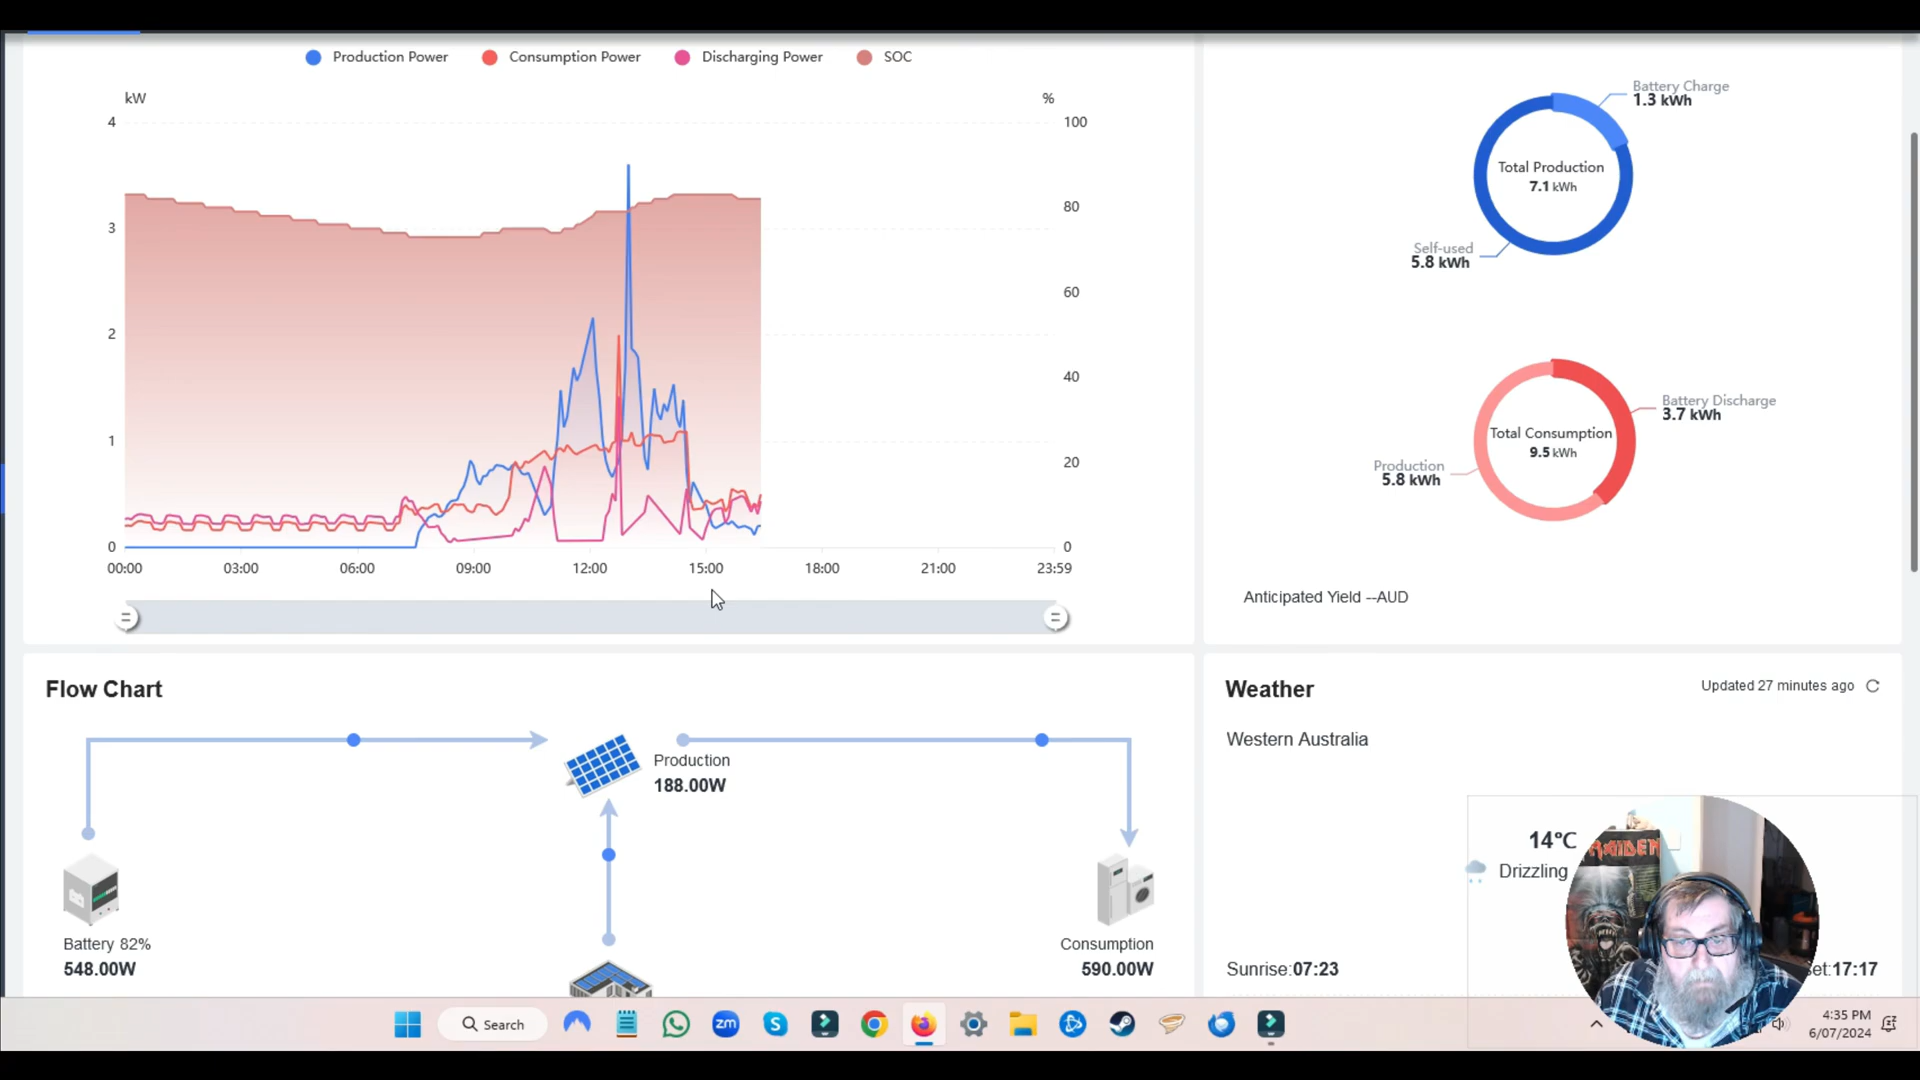 Production Power Consumption Power Discharging Power SOC
kW %
4 100
80
3
60
2
40
1
20
0 0
00:00 03:00 06:00 09:00 12:00 15:00 18:00 21:00 23:59
Battery Charge
1.3 kWh
Total Production
7.1 kWh
Self-used
5.8 kWh
Battery Discharge
3.7 kWh
Total Consumption
9.5 kWh
Production
5.8 kWh
Anticipated Yield --AUD
Flow Chart
Production
188.00W
Battery 82%
548.00W
Consumption
590.00W
Weather
Updated 27 minutes ago
Western Australia
14℃
Drizzling
Sunrise:07:23
et:17:17
RAIDEN
Search
zm
4:35 PM
6/07/2024